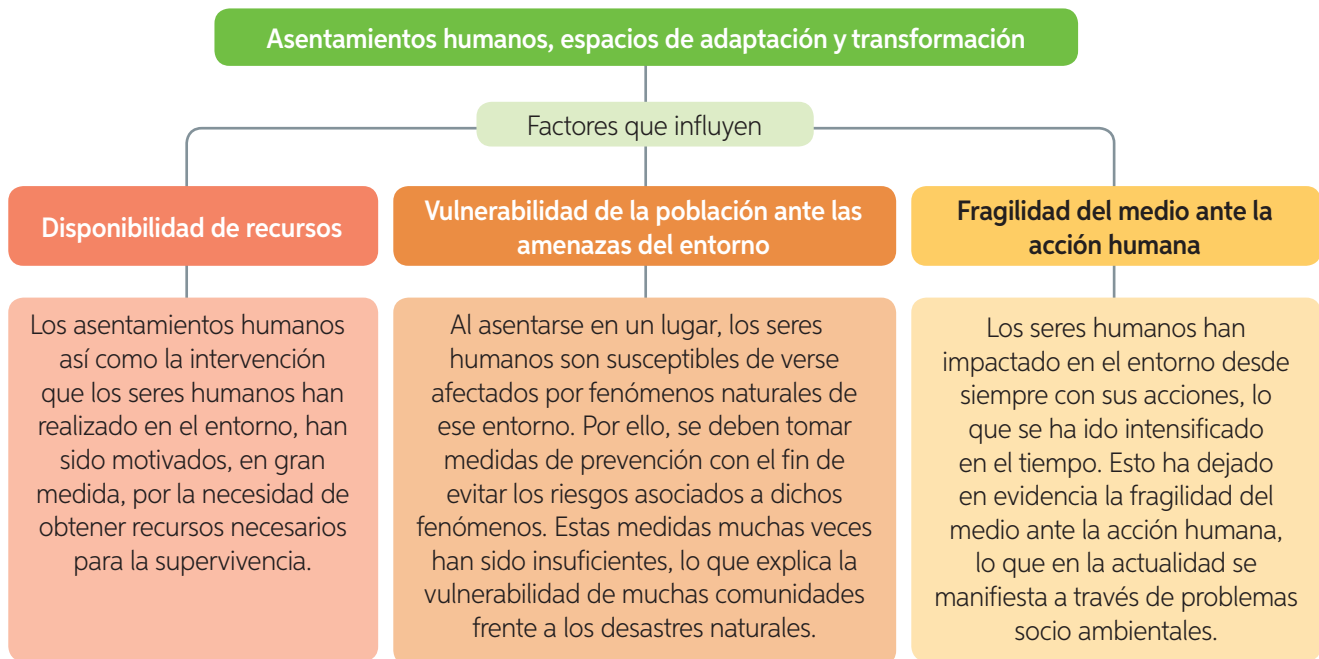 Asentamientos humanos, espacios de adaptación y transformación
Factores que influyen
Disponibilidad de recursos
Los asentamientos humanos
así como la intervención
que los seres humanos han
realizado en el entorno, han
sido motivados, en gran
medida, por la necesidad de
obtener recursos necesarios
para la supervivencia.
Vulnerabilidad de la población ante las
amenazas del entorno
Al asentarse en un lugar, los seres
humanos son susceptibles de verse
afectados por fenómenos naturales de
ese entorno. Por ello, se deben tomar
medidas de prevención con el fin de
evitar los riesgos asociados a dichos
fenómenos. Estas medidas muchas veces
han sido insuficientes, lo que explica la
vulnerabilidad de muchas comunidades
frente a los desastres naturales.
Fragilidad del medio ante la
acción humana
Los seres humanos han
impactado en el entorno desde
siempre con sus acciones, lo
que se ha ido intensificado
en el tiempo. Esto ha dejado
en evidencia la fragilidad del
medio ante la acción humana,
lo que en la actualidad se
manifiesta a través de problemas
socio ambientales.